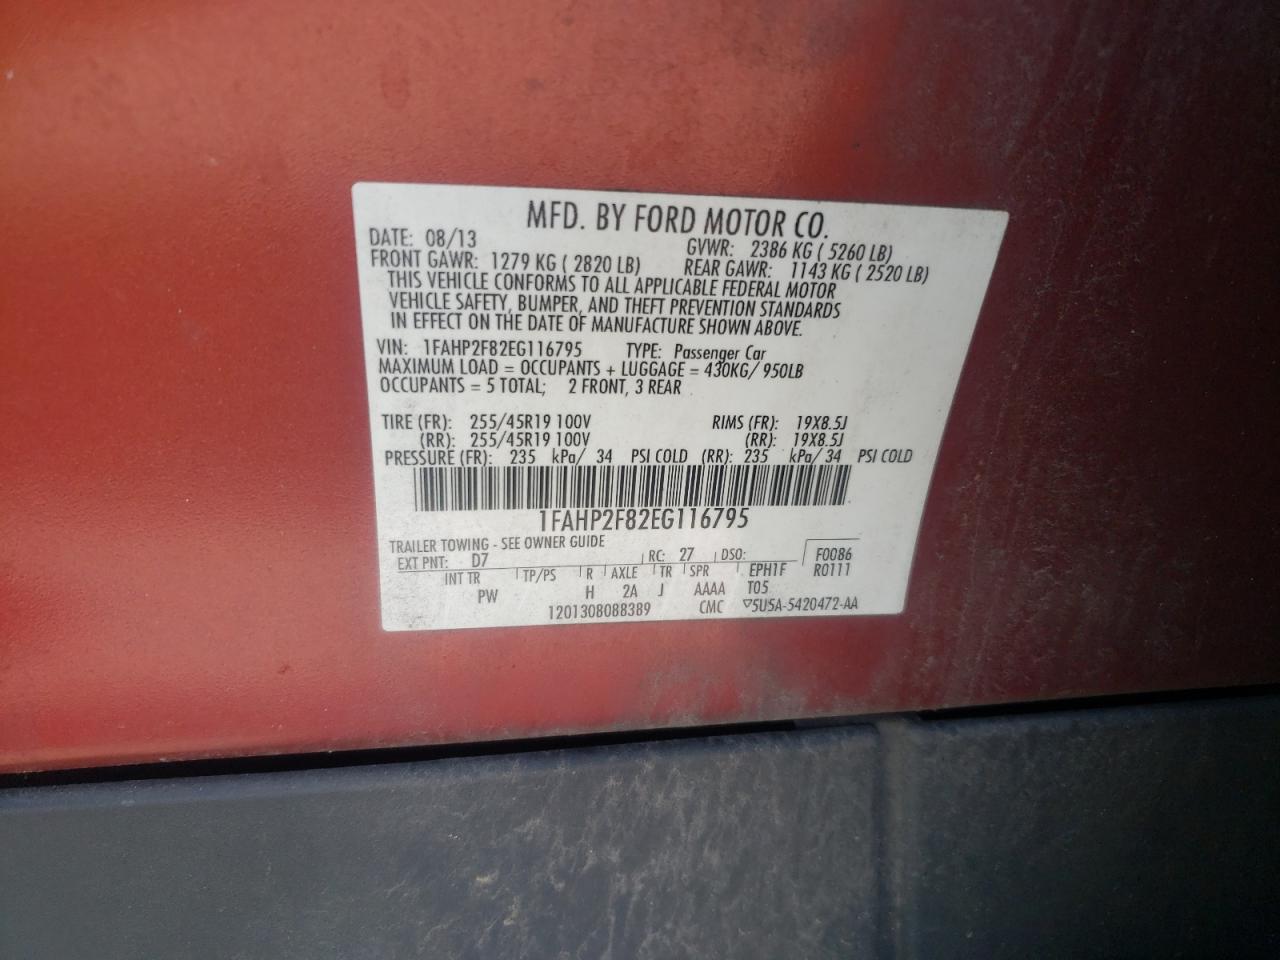 MFD. BY FORD MOTOR CO.
DATE: 08/13 GVWR: 2386 KG ( 5260 LB)
FRONT GAWR: 1279 KG ( 2820 LB) REAR GAWR: 1143 KG ( 2520 LB)
THIS VEHICLE CONFORMS TO ALL APPLICABLE FEDERAL MOTOR
VEHICLE SAFETY, BUMPER, AND THEFT PREVENTION STANDARDS
IN EFFECT ON THE DATE OF MANUFACTURE SHOWN ABOVE.
VIN: 1FAHP2F82EG116795 TYPE: Passenger Car
MAXIMUM LOAD = OCCUPANTS + LUGGAGE = 430KG/ 950LB
OCCUPANTS = 5 TOTAL; 2 FRONT, 3 REAR
TIRE (FR): 255/45R19 100V RIMS (FR): 19X8.5J
(RR): 255/45R19 100V (RR): 19X8.5J
PRESSURE (FR): 235 kPa/ 34 PSI COLD (RR): 235 kPa/ 34 PSI COLD
1FAHP2F82EG116795
TRAILER TOWING - SEE OWNER GUIDE
EXT PNT: D7 RC: 27 DSO: F0086
INT TR TP/PS R AXLE TR SPR EPH1F R0111
PW H 2A J AAAA T05
1201308088389 CMC ▽5U5A-5420472-AA